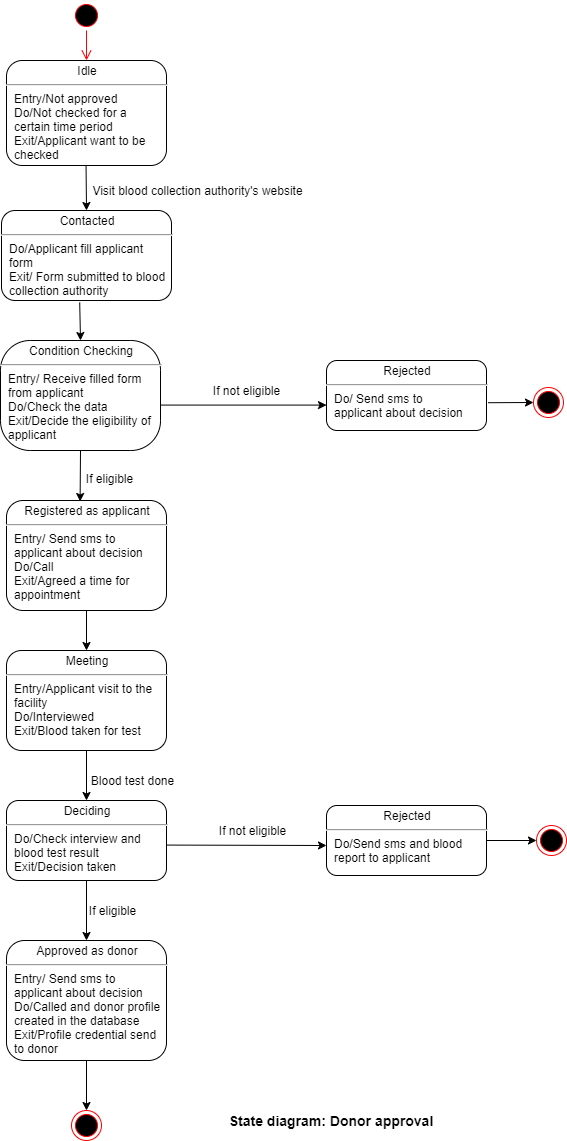 Idle
Entry/Not approved
Do/Not checked for a
certain time period
Exit/Applicant want to be
checked
Visit blood collection authority's website
Contacted
Do/Applicant fill applicant
form
Exit/ Form submitted to blood
collection authority
Condition Checking
Entry/ Receive filled form
from applicant
Do/Check the data
Exit/Decide the eligibility of
applicant
If not eligible
Rejected
Do/ Send sms to
applicant about decision
If eligible
Registered as applicant
Entry/ Send sms to
applicant about decision
Do/Call
Exit/Agreed a time for
appointment
Meeting
Entry/Applicant visit to the
facility
Do/Interviewed
Exit/Blood taken for test
Blood test done
Deciding
Do/Check interview and
blood test result
Exit/Decision taken
If not eligible
Rejected
Do/Send sms and blood
report to applicant
If eligible
Approved as donor
Entry/ Send sms to
applicant about decision
Do/Called and donor profile
created in the database
Exit/Profile credential send
to donor
State diagram: Donor approval